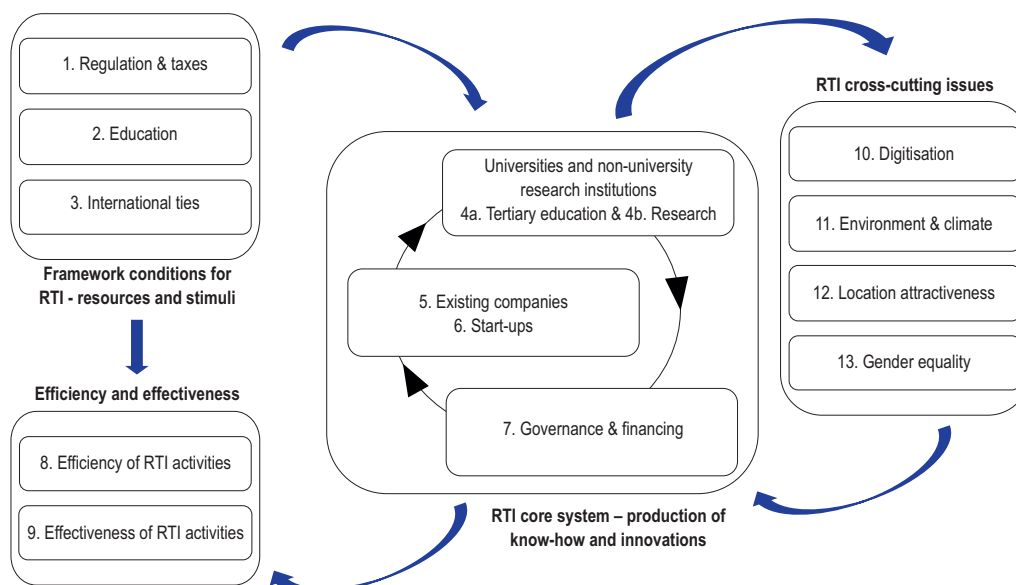 1. Regulation & taxes
2. Education
3. International ties
Framework conditions for
RTI - resources and stimuli
Efficiency and effectiveness
8. Efficiency of RTI activities
9. Effectiveness of RTI activities
Universities and non-university
research institutions
4a. Tertiary education & 4b. Research
5. Existing companies
6. Start-ups
7. Governance & financing
RTI core system – production of
know-how and innovations
RTI cross-cutting issues
10. Digitisation
11. Environment & climate
12. Location attractiveness
13. Gender equality